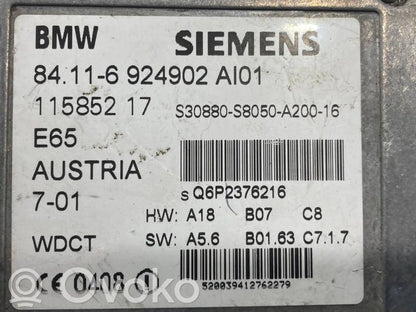 BMW SIEMENS
84.11-6 924902 AI01
115852 17 S30880-S8050-A200-16
E65
AUSTRIA
S Q6P2376216
7-01
HW: A18 B07 C8
WDCT SW: A5.6 B01.63 C7.1.7
CE 0408
520039412762279
Ovoko